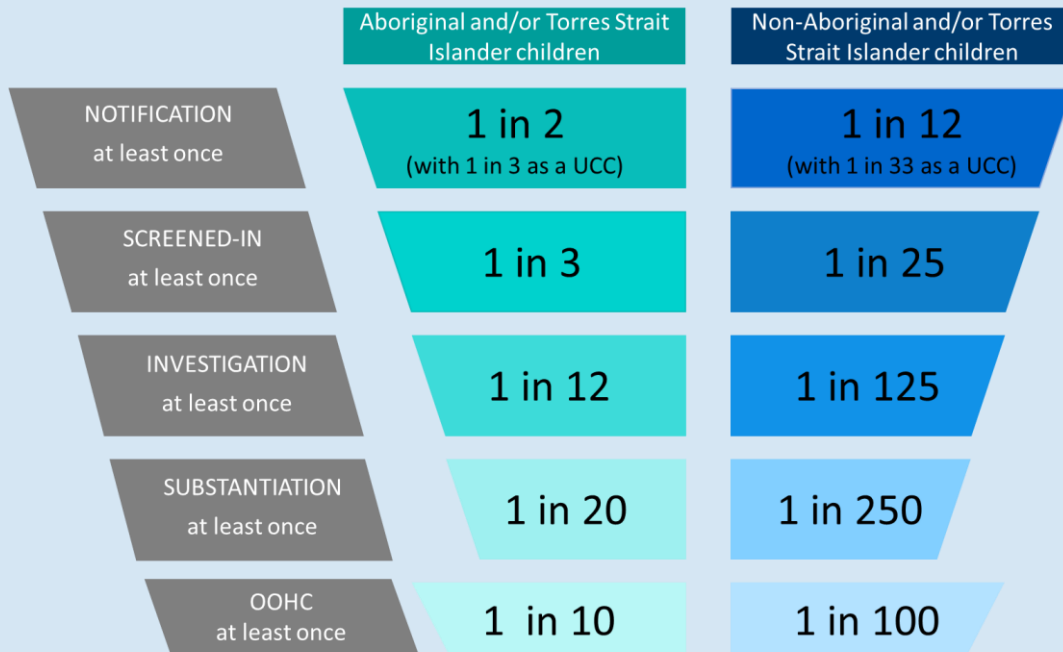 Aboriginal and/or Torres Strait
Islander children
Non-Aboriginal and/or Torres
Strait Islander children
NOTIFICATION
at least once
1 in 2
(with 1 in 3 as a UCC)
1 in 12
(with 1 in 33 as a UCC)
SCREENED-IN
at least once
1 in 3
1 in 25
INVESTIGATION
at least once
1 in 12
1 in 125
SUBSTANTIATION
at least once
1 in 20
1 in 250
OOHC
at least once
1 in 10
1 in 100